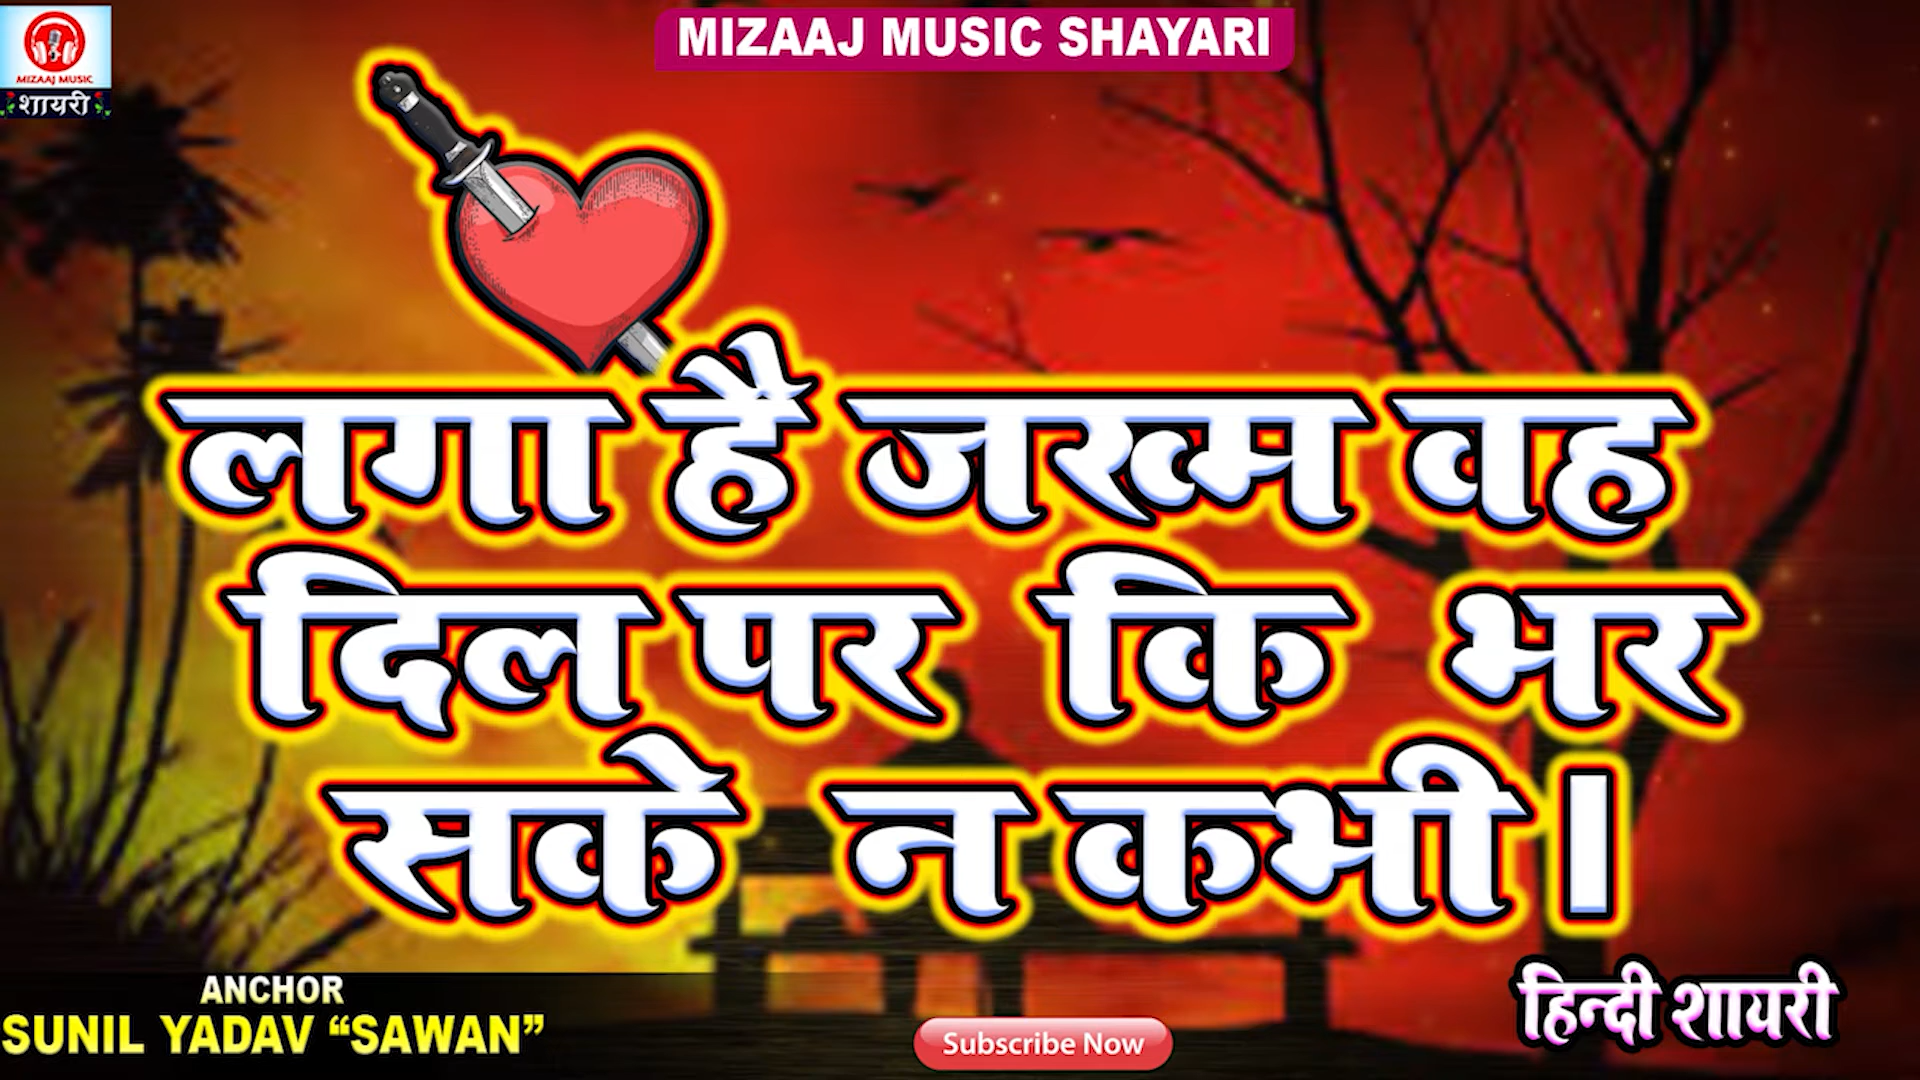 MIZAAJ MUSIC SHAYARI
MIZAAJ MUSIC
शायरी
लगा है जख्म वह
दिल पर कि भर
सके न कभी।
ANCHOR
SUNIL YADAV “SAWAN”
Subscribe Now
हिन्दी शायरी